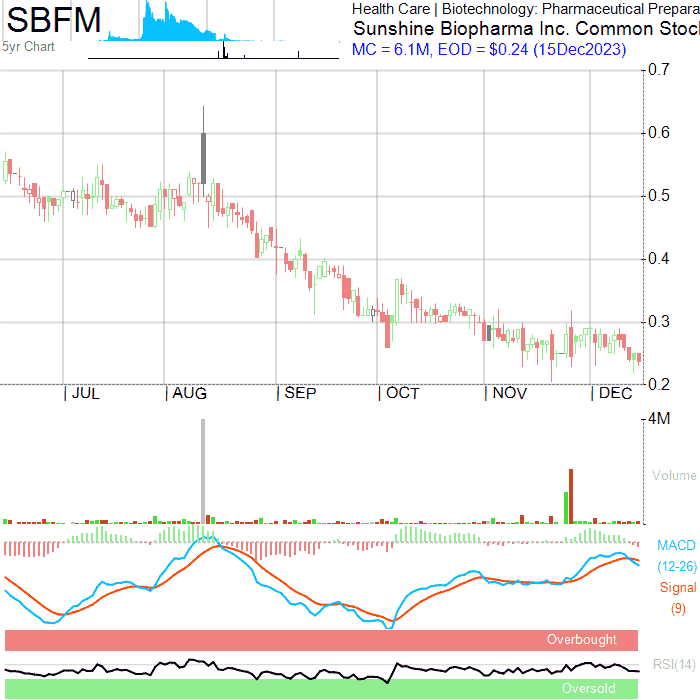 SBFM
Health Care | Biotechnology: Pharmaceutical Prepara
Sunshine Biopharma Inc. Common Stoc
5yr Chart
MC = 6.1M, EOD = $0.24 (15Dec2023)
0.7
0.6
0.5
0.4
0.3
0.2
| JUL | AUG | SEP | OCT | NOV | DEC
4M
Volume
MACD
(12-26)
Signal
(9)
Overbought
RSI(14)
Oversold